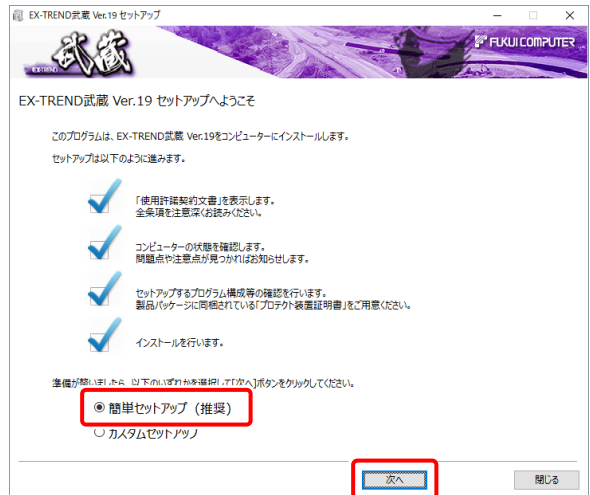 EX-TREND武蔵 Ver.19 セットアップ
武蔵
EX-TREND
FUKUI COMPUTER
EX-TREND武蔵 Ver.19 セットアップへようこそ
このプログラムは、EX-TREND武蔵 Ver.19をコンピューターにインストールします。
セットアップは以下のように進みます。
「使用許諾契約文書」を表示します。
全条項を注意深くお読みください。
コンピューターの状態を確認します。
問題点や注意点が見つかればお知らせします。
セットアップするプログラム構成等の確認を行います。
製品パッケージに同梱されている「プロテクト装置証明書」をご用意ください。
インストールを行います。
準備が整いましたら、以下のいずれかを選択して[次へ]ボタンをクリックしてください。
簡単セットアップ（推奨）
カスタムセットアップ
次へ
閉じる